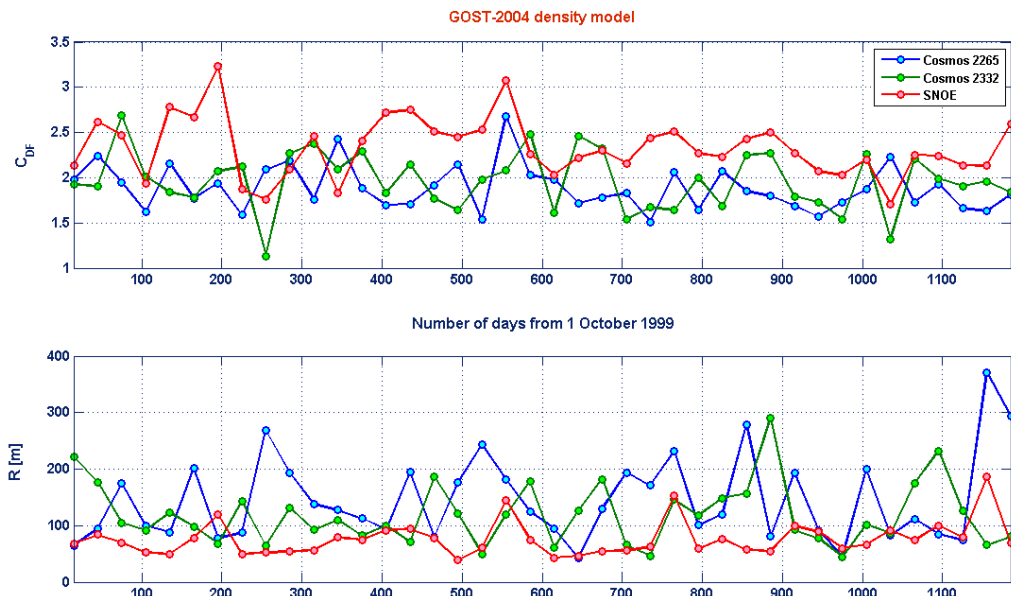 GOST-2004 density model
3.5
3
2.5
2
1.5
1
C_DF
Cosmos 2265
Cosmos 2332
SNOE
100 200 300 400 500 600 700 800 900 1000 1100
Number of days from 1 October 1999
400
300
200
100
0
R [m]
100 200 300 400 500 600 700 800 900 1000 1100